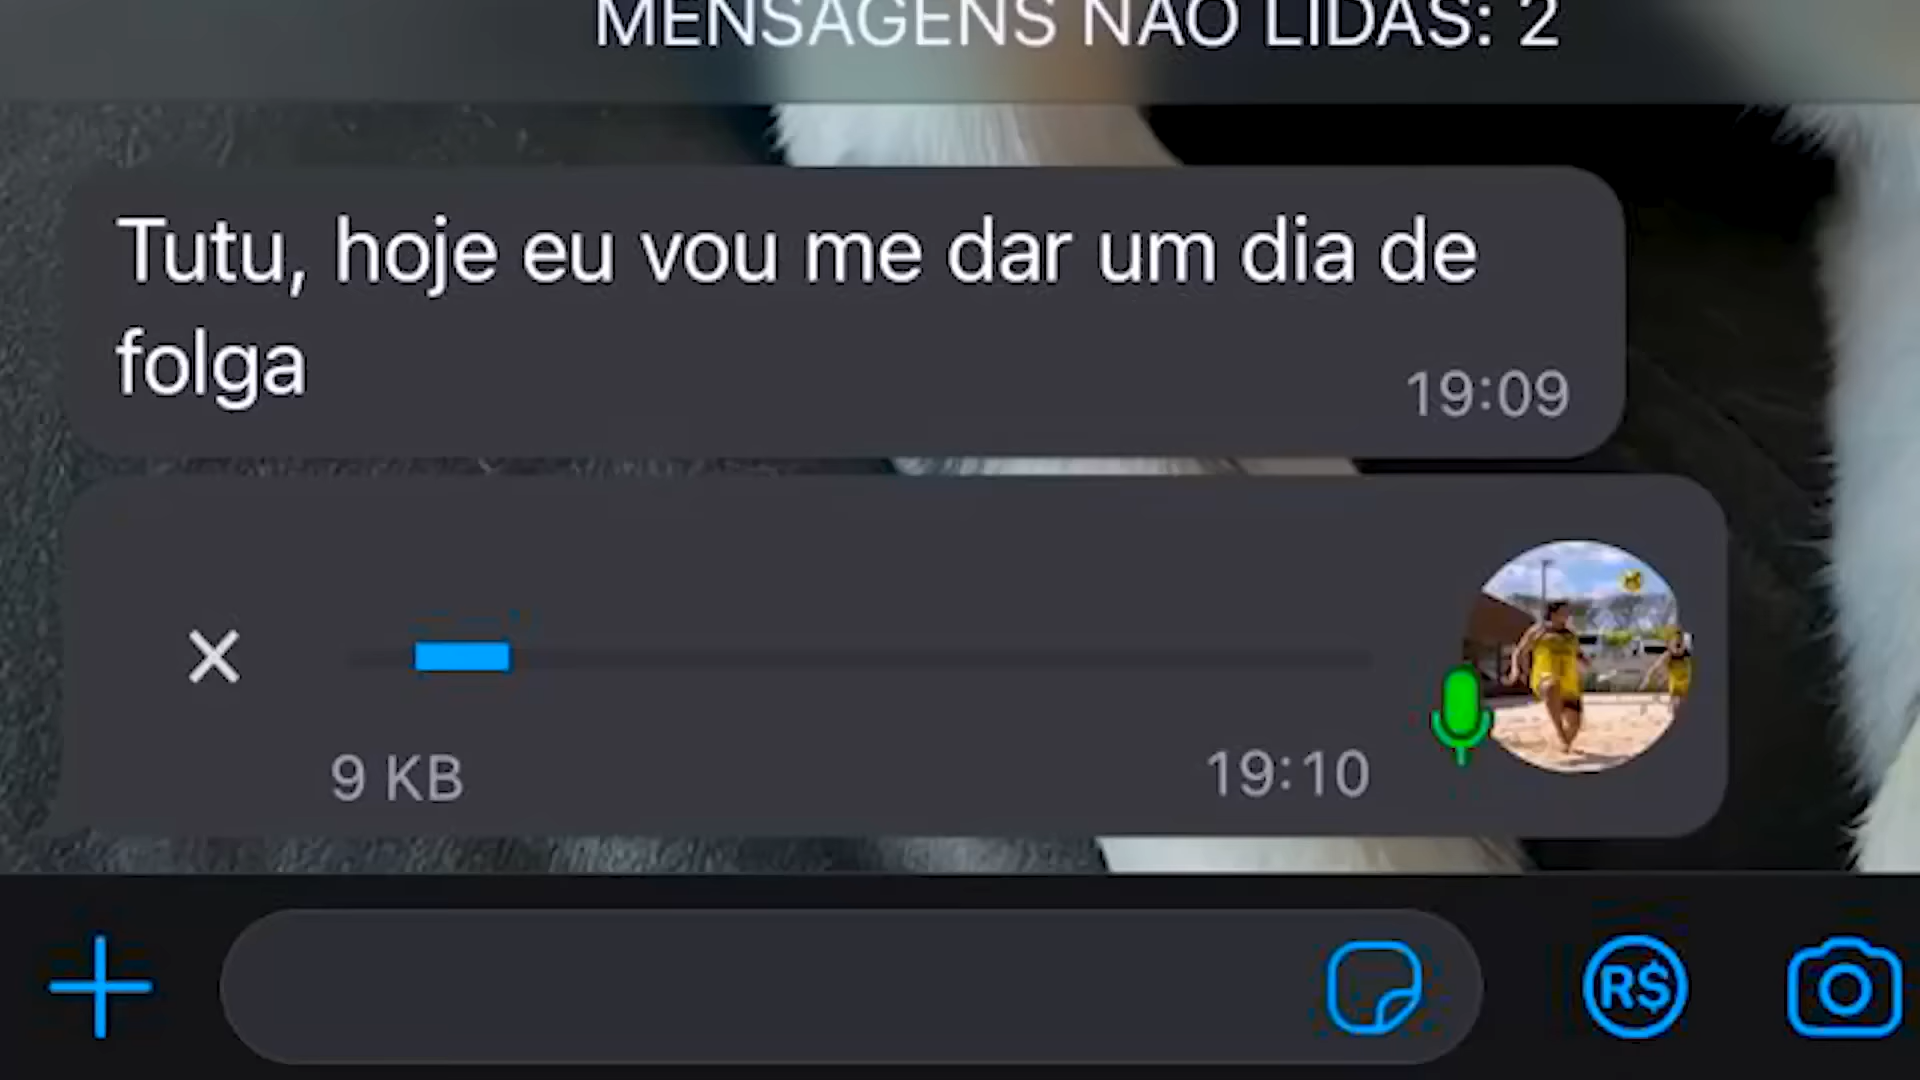 MENSAGENS NÃO LIDAS: 2
Tutu, hoje eu vou me dar um dia de
folga
19:09
9 KB
19:10
R$